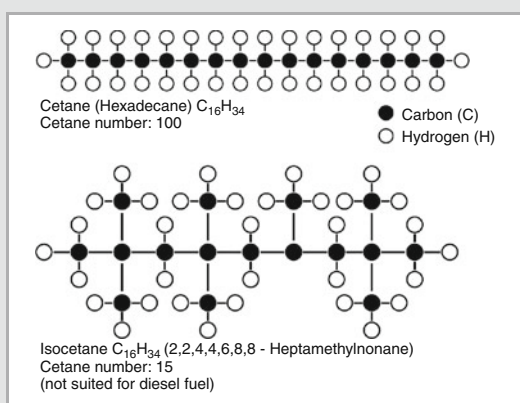 Cetane (Hexadecane) C₁₆H₃₄
Cetane number: 100
Carbon (C)
Hydrogen (H)
Isocetane C₁₆H₃₄ (2,2,4,4,6,8,8 - Heptamethylnonane)
Cetane number: 15
(not suited for diesel fuel)